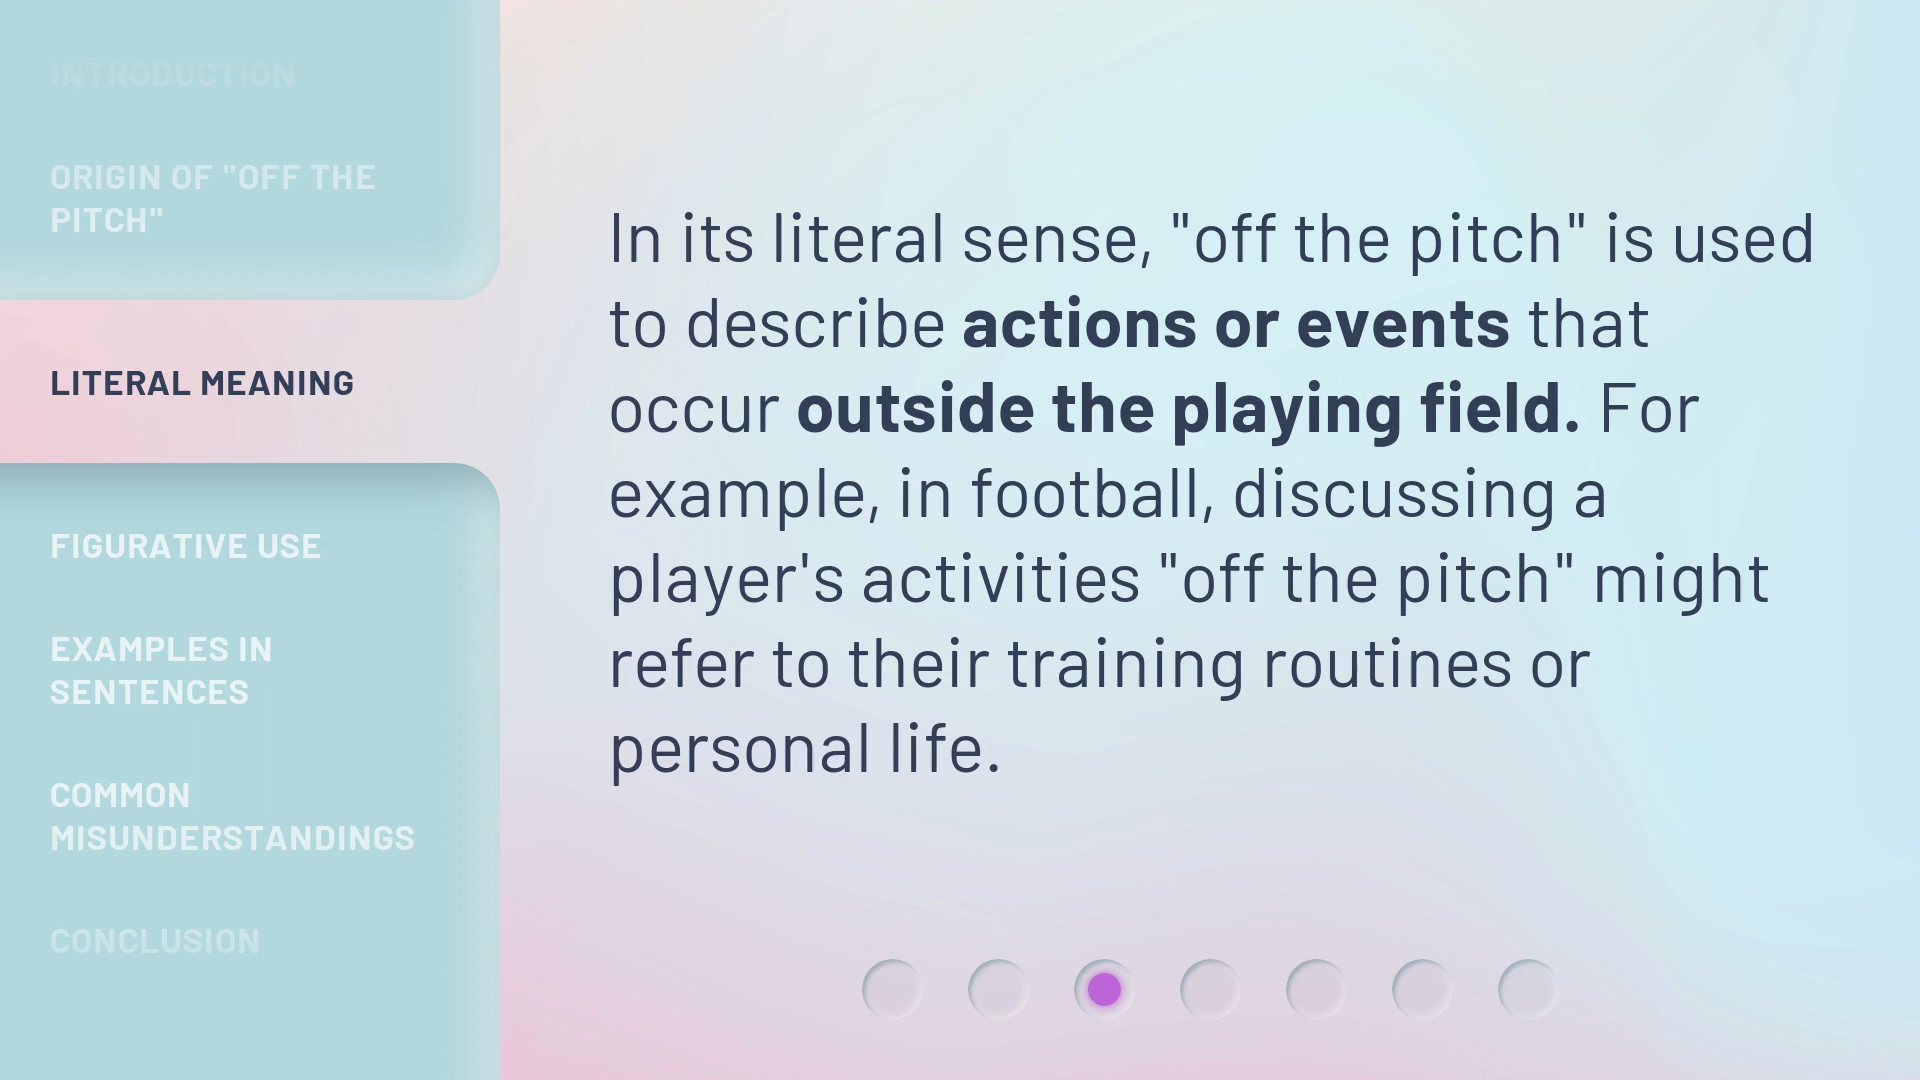 INTRODUCTION
ORIGIN OF "OFF THE
PITCH"
LITERAL MEANING
FIGURATIVE USE
EXAMPLES IN
SENTENCES
COMMON
MISUNDERSTANDINGS
CONCLUSION
In its literal sense, "off the pitch" is used
to describe actions or events that
occur outside the playing field. For
example, in football, discussing a
player's activities "off the pitch" might
refer to their training routines or
personal life.